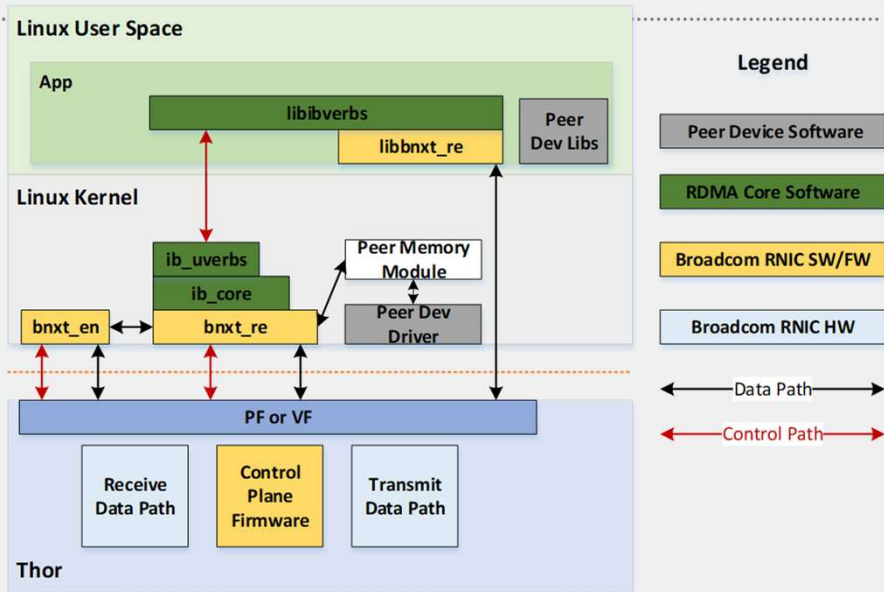 Linux User Space
App
libibverbs
libbnxt_re
Peer
Dev Libs
Linux Kernel
ib_uverbs
ib_core
bnxt_en
bnxt_re
Peer Memory
Module
Peer Dev
Driver
PF or VF
Receive
Data Path
Control
Plane
Firmware
Transmit
Data Path
Thor
Legend
Peer Device Software
RDMA Core Software
Broadcom RNIC SW/FW
Broadcom RNIC HW
Data Path
Control Path